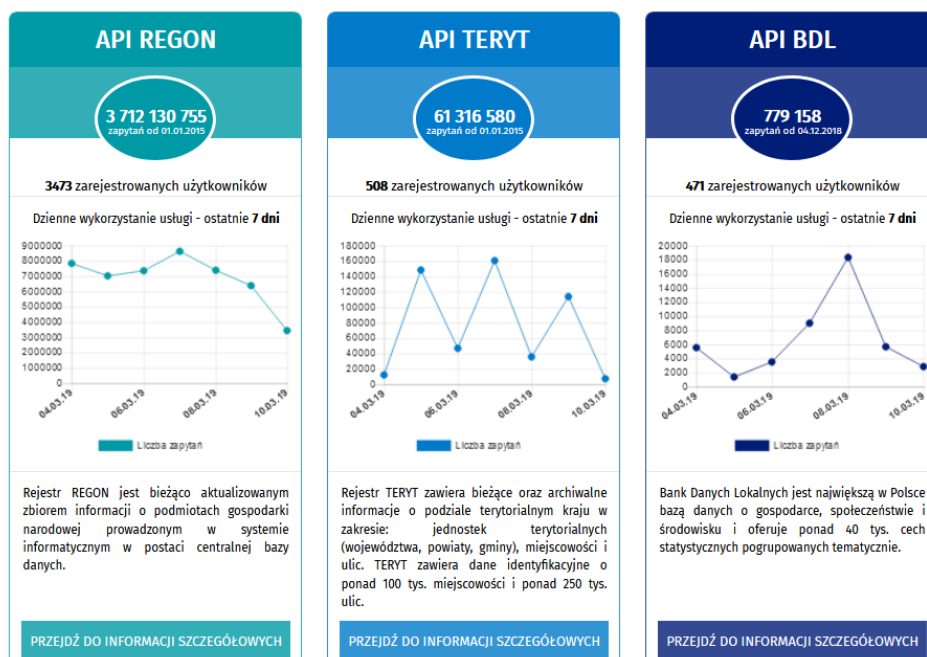 API REGON
3 712 130 755
zapytań od 01.01.2015
3473 zarejestrowanych użytkowników
Dzienne wykorzystanie usługi - ostatnie 7 dni
9000000
8000000
7000000
6000000
5000000
4000000
3000000
2000000
1000000
0
04.03.19
06.03.19
08.03.19
10.03.19
Liczba zapytań
Rejestr REGON jest bieżąco aktualizowanym
zbiorem informacji o podmiotach gospodarki
narodowej prowadzonym w systemie
informatycznym w postaci centralnej bazy
danych.
PRZEJDŹ DO INFORMACJI SZCZEGÓŁOWYCH
API TERYT
61 316 580
zapytań od 01.01.2015
508 zarejestrowanych użytkowników
Dzienne wykorzystanie usługi - ostatnie 7 dni
180000
160000
140000
120000
100000
80000
60000
40000
20000
0
04.03.19
06.03.19
08.03.19
10.03.19
Liczba zapytań
Rejestr TERYT zawiera bieżące oraz archiwalne
informacje o podziale terytorialnym kraju w
zakresie: jednostek terytorialnych
(województwa, powiaty, gminy), miejscowości i
ulic. TERYT zawiera dane identyfikacyjne o
ponad 100 tys. miejscowości i ponad 250 tys.
ulic.
PRZEJDŹ DO INFORMACJI SZCZEGÓŁOWYCH
API BDL
779 158
zapytań od 04.12.2018
471 zarejestrowanych użytkowników
Dzienne wykorzystanie usługi - ostatnie 7 dni
20000
18000
16000
14000
12000
10000
8000
6000
4000
2000
0
04.03.19
06.03.19
08.03.19
10.03.19
Liczba zapytań
Bank Danych Lokalnych jest największą w Polsce
bazą danych o gospodarce, społeczeństwie i
środowisku i oferuje ponad 40 tys. cech
statystycznych pogrupowanych tematycznie.
PRZEJDŹ DO INFORMACJI SZCZEGÓŁOWYCH